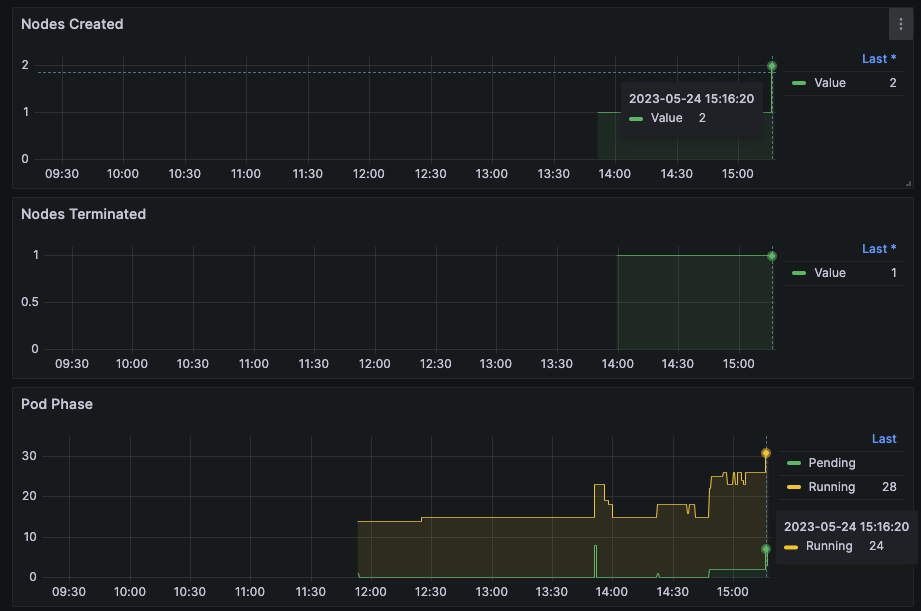 Nodes Created
Last *
2
Value 2
2023-05-24 15:16:20
1
Value 2
0
09:30 10:00 10:30 11:00 11:30 12:00 12:30 13:00 13:30 14:00 14:30 15:00
Nodes Terminated
Last *
1
Value 1
0.5
0
09:30 10:00 10:30 11:00 11:30 12:00 12:30 13:00 13:30 14:00 14:30 15:00
Pod Phase
Last
30
Pending
Running 28
20
2023-05-24 15:16:20
10
Running 24
0
09:30 10:00 10:30 11:00 11:30 12:00 12:30 13:00 13:30 14:00 14:30 15:00